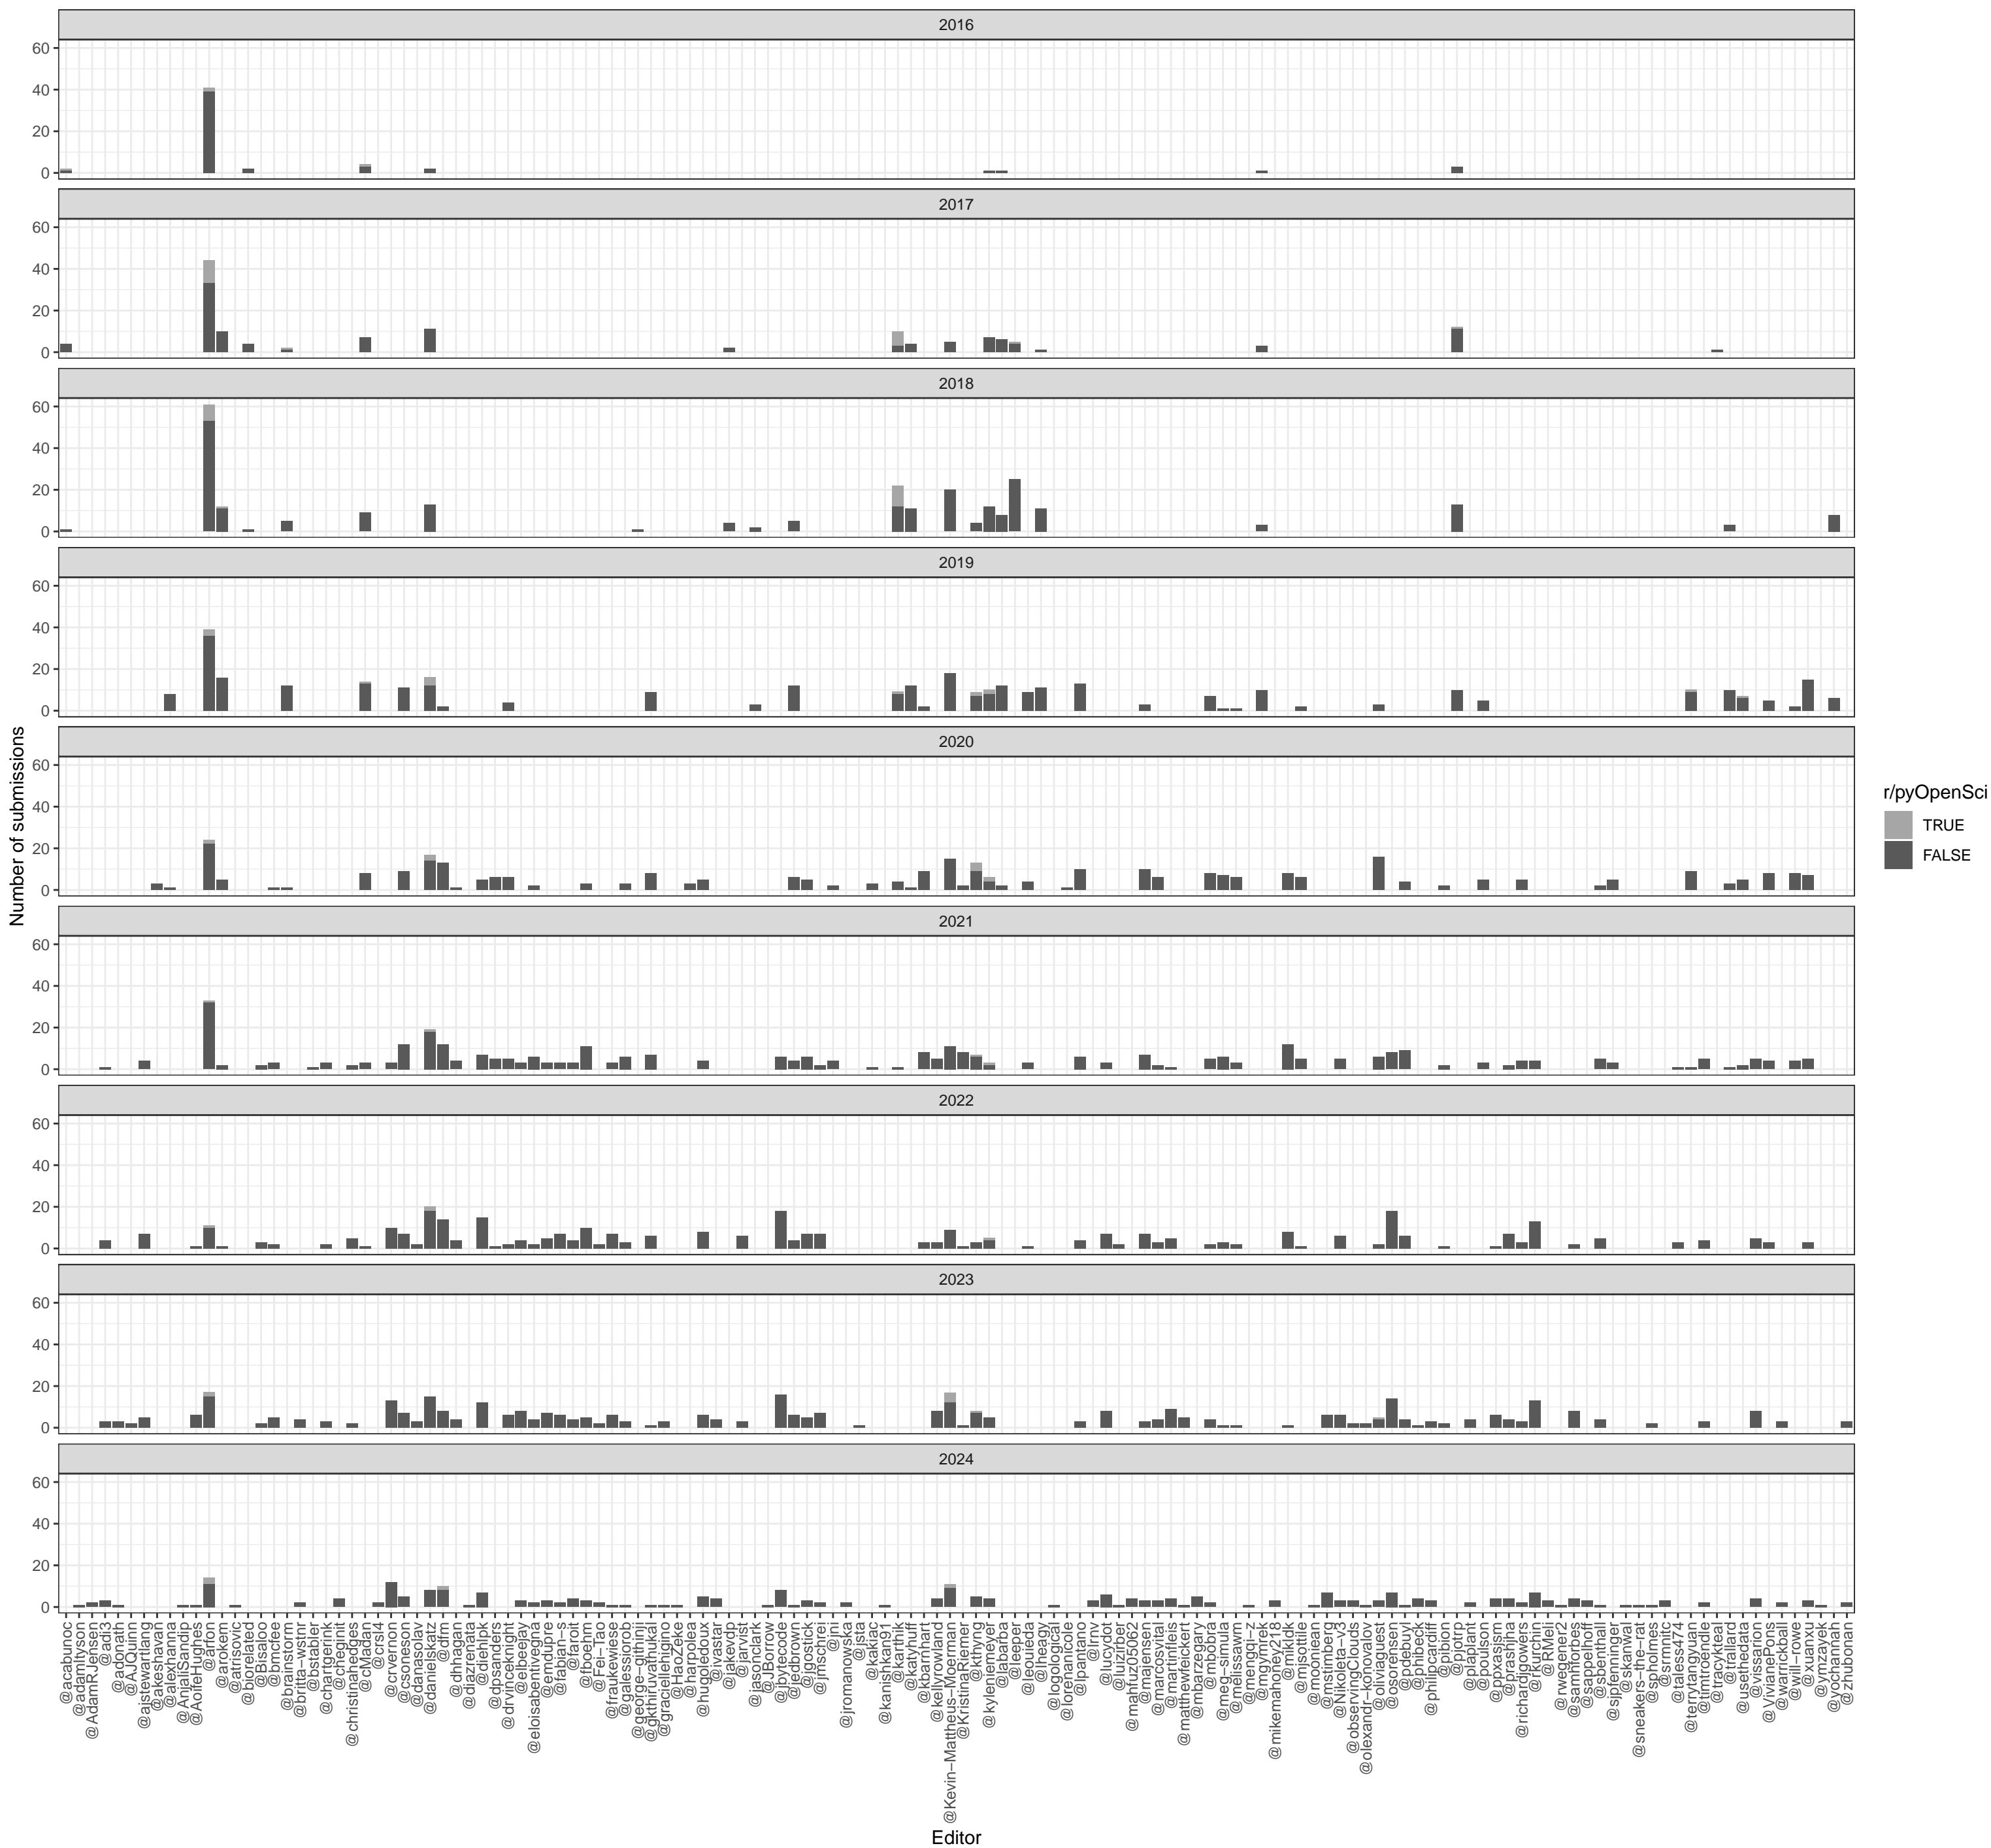 2016
60
40
20
0
2017
60
40
20
0
2018
60
40
20
0
2019
60
40
20
0
2020
60
40
20
0
2021
60
40
20
0
2022
60
40
20
0
2023
60
40
20
0
2024
60
40
20
0
Number of submissions
@acabunoc
@adamltyson
@AdamRJensen
@adi3
@adonath
@AJQuinn
@ajstewartlang
@akeshavan
@alexhanna
@AnjaliSandip
@AoifeHughes
@arfon
@arokem
@atrisovic
@biorelated
@Bisaloo
@bmcfee
@brainstorm
@britta−wstnr
@bstabler
@chartgerink
@cheginit
@christinahedges
@cMadan
@crsl4
@crvernon
@csoneson
@danasolav
@danielskatz
@dfm
@dhhagan
@diazrenata
@diehlpk
@dpsanders
@drvinceknight
@elbeejay
@eloisabentivegna
@emdupre
@fabian−s
@faroit
@fboehm
@Fei−Tao
@fraukewiese
@galessiorob
@george−githinji
@gkthiruvathukal
@graciellehigino
@HaoZeke
@harpolea
@hugoledoux
@ivastar
@jakevdp
@jarvist
@jasonclark
@JBorrow
@jbytecode
@jedbrown
@jgostick
@jmschrei
@jni
@jromanowska
@jsta
@kakiac
@kanishkan91
@karthik
@katyhuff
@kbarnhart
@kellyrowland
@Kevin−Mattheus−Moerman
@KristinaRiemer
@kthyng
@kyleniemeyer
@labarba
@leeper
@leouieda
@lheagy
@logological
@lorenanicole
@lpantano
@lrnv
@lucydot
@luizirber
@mahfuz05062
@majensen
@marcosvital
@martinfleis
@matthewfeickert
@mbarzegary
@mbobra
@meg−simula
@melissawm
@mengqi−z
@mgymrek
@mikemahoney218
@mildk
@misottile
@moorniean
@mstimberg
@Nikoleta−v3
@observingClouds
@olexandr−konovalov
@oliviaguest
@osorensen
@pdebuyl
@phibeck
@philipcardiff
@pibion
@pjotrp
@plaplant
@poulson
@ppxasjsm
@prashjha
@richardjgowers
@rkurchin
@RMeli
@rwegener2
@samhforbes
@sappelhoff
@sbenthall
@sjpfenninger
@skanwal
@sneakers−the−rat
@spholmes
@srmnitc
@taless474
@terrytangyuan
@timtroendle
@tracykteal
@trallard
@usethedata
@vissarion
@VivianePons
@warrickball
@will−rowe
@xuanxu
@ymzayek
@yochannah
@zhubonan
Editor
r/pyOpenSci
TRUE
FALSE